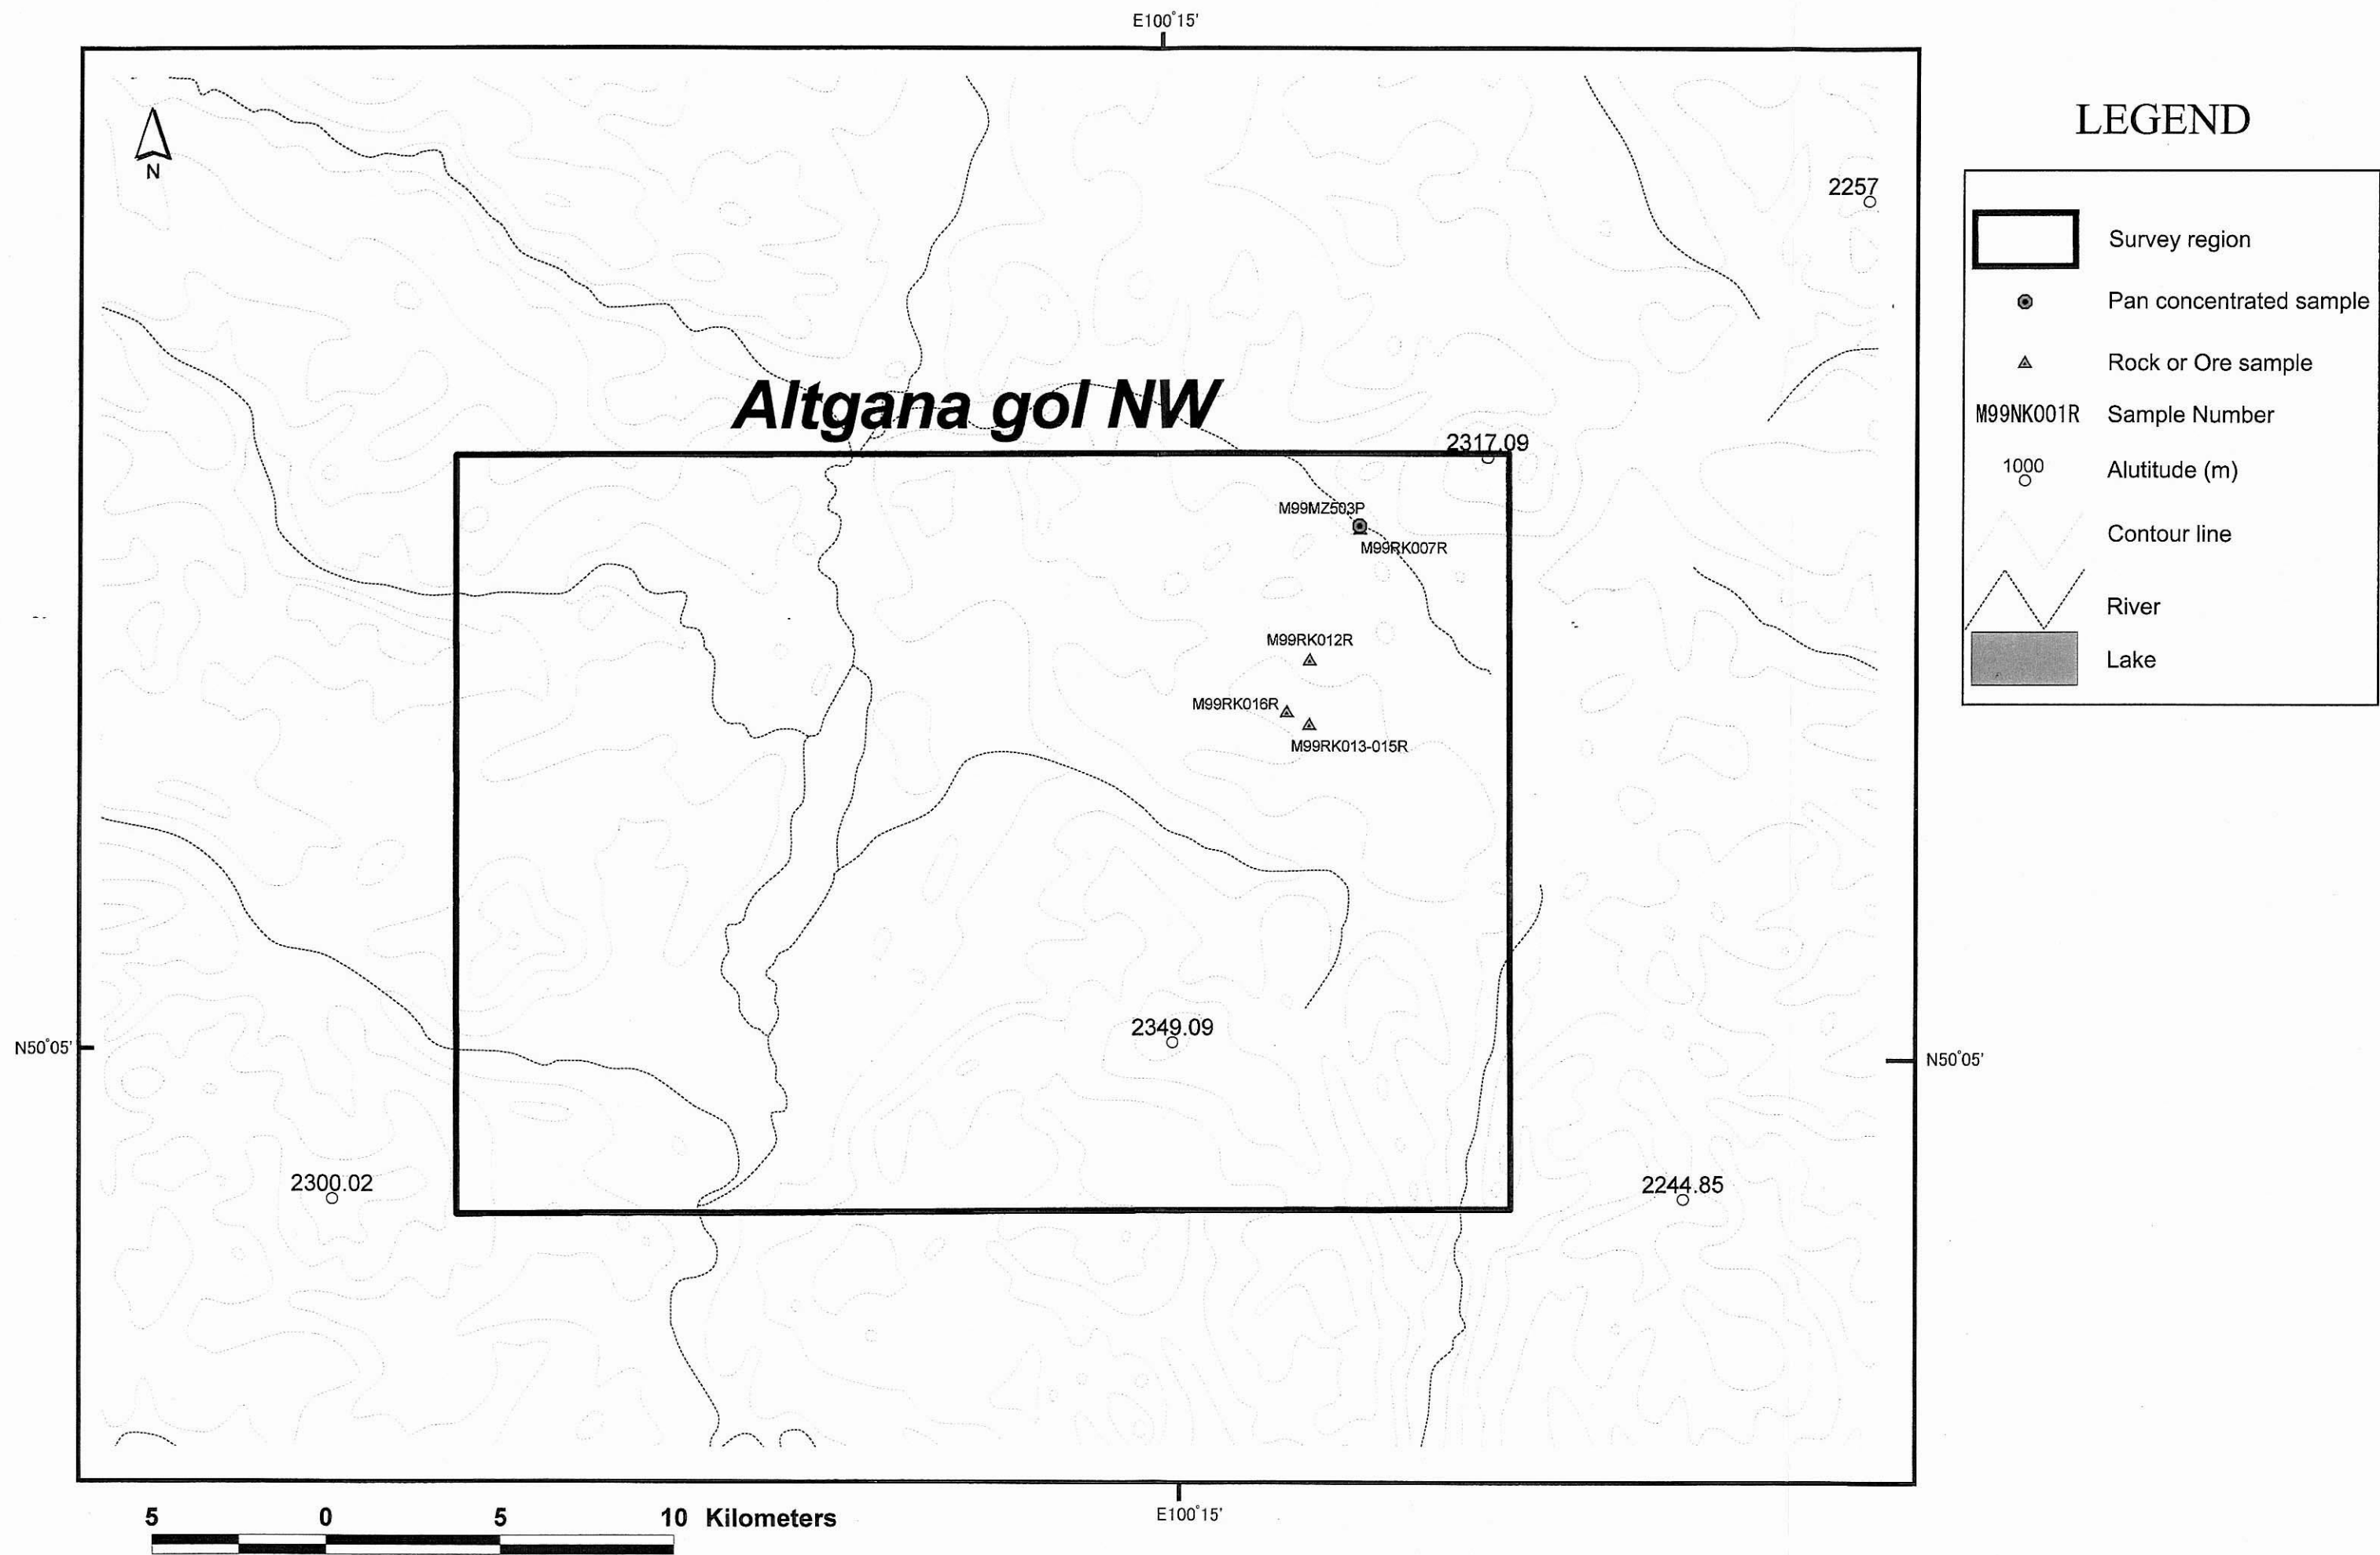 E100°15'
N
2257
Altgana gol NW
2317.09
M99MZ503P
M99RK007R
M99RK012R
M99RK016R
M99RK013-015R
2349.09
N50°05'
N50°05'
2300.02
2244.85
E100°15'
5 0 5 10 Kilometers
LEGEND
Survey region
Pan concentrated sample
Rock or Ore sample
M99NK001R Sample Number
1000 Alutitude (m)
Contour line
River
Lake